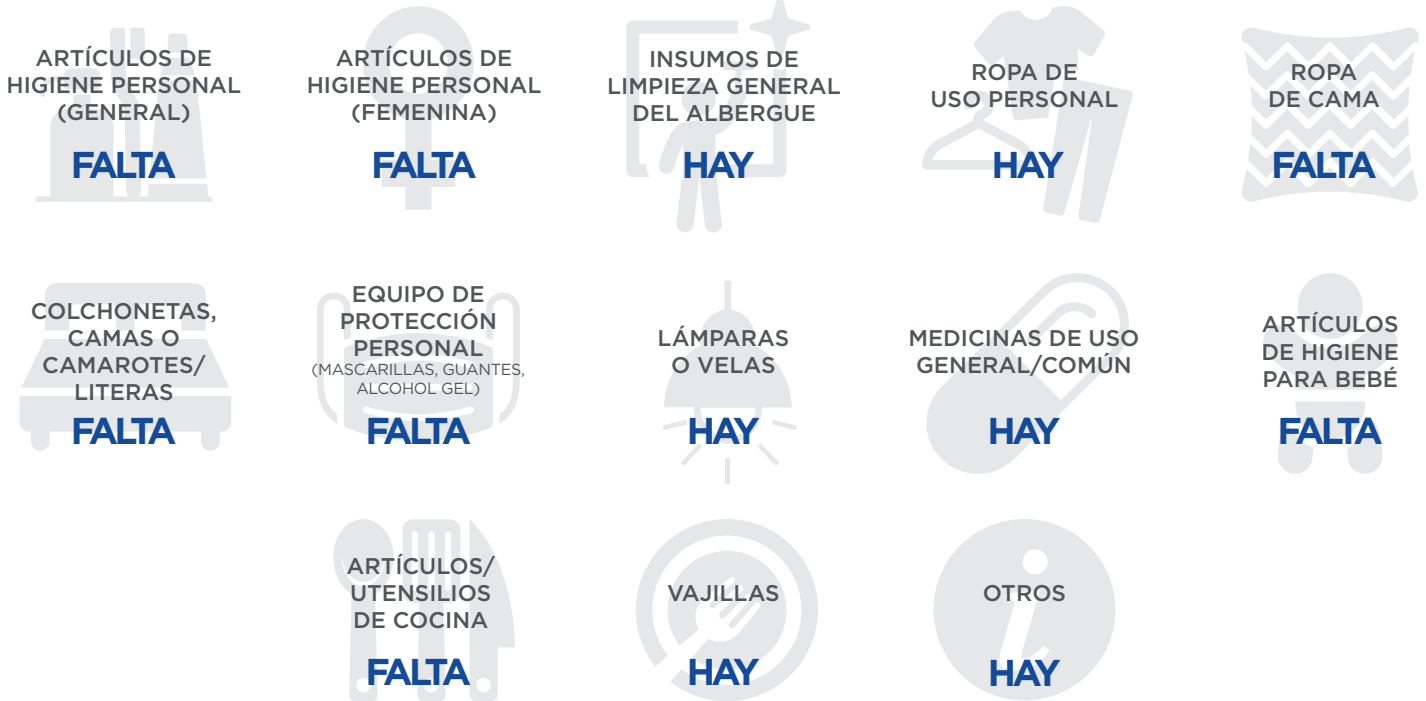 ARTÍCULOS DE
HIGIENE PERSONAL
(GENERAL)
FALTA
ARTÍCULOS DE
HIGIENE PERSONAL
(FEMENINA)
FALTA
INSUMOS DE
LIMPIEZA GENERAL
DEL ALBERGUE
HAY
ROPA DE
USO PERSONAL
HAY
ROPA
DE CAMA
FALTA
COLCHONETAS,
CAMAS O
CAMAROTES/
LITERAS
FALTA
EQUIPO DE
PROTECCIÓN
PERSONAL
(MASCARILLAS, GUANTES,
ALCOHOL GEL)
FALTA
LÁMPARAS
O VELAS
HAY
MEDICINAS DE USO
GENERAL/COMÚN
HAY
ARTÍCULOS
DE HIGIENE
PARA BEBÉ
FALTA
ARTÍCULOS/
UTENSILIOS
DE COCINA
FALTA
VAJILLAS
HAY
OTROS
HAY